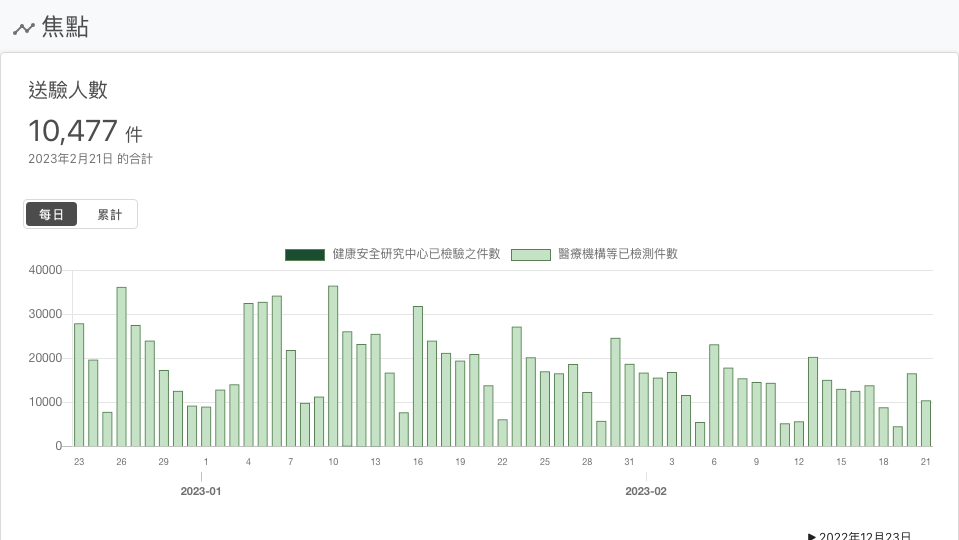 焦點
送驗人數
10,477 件
2023年2月21日 的合計
每日 累計
健康安全研究中心已檢驗之件數 醫療機構等已檢測件數
40000
30000
20000
10000
0
23 26 29 1 4 7 10 13 16 19 22 25 28 31 3 6 9 12 15 18 21
2023-01 2023-02
▶ 2022年12月23日